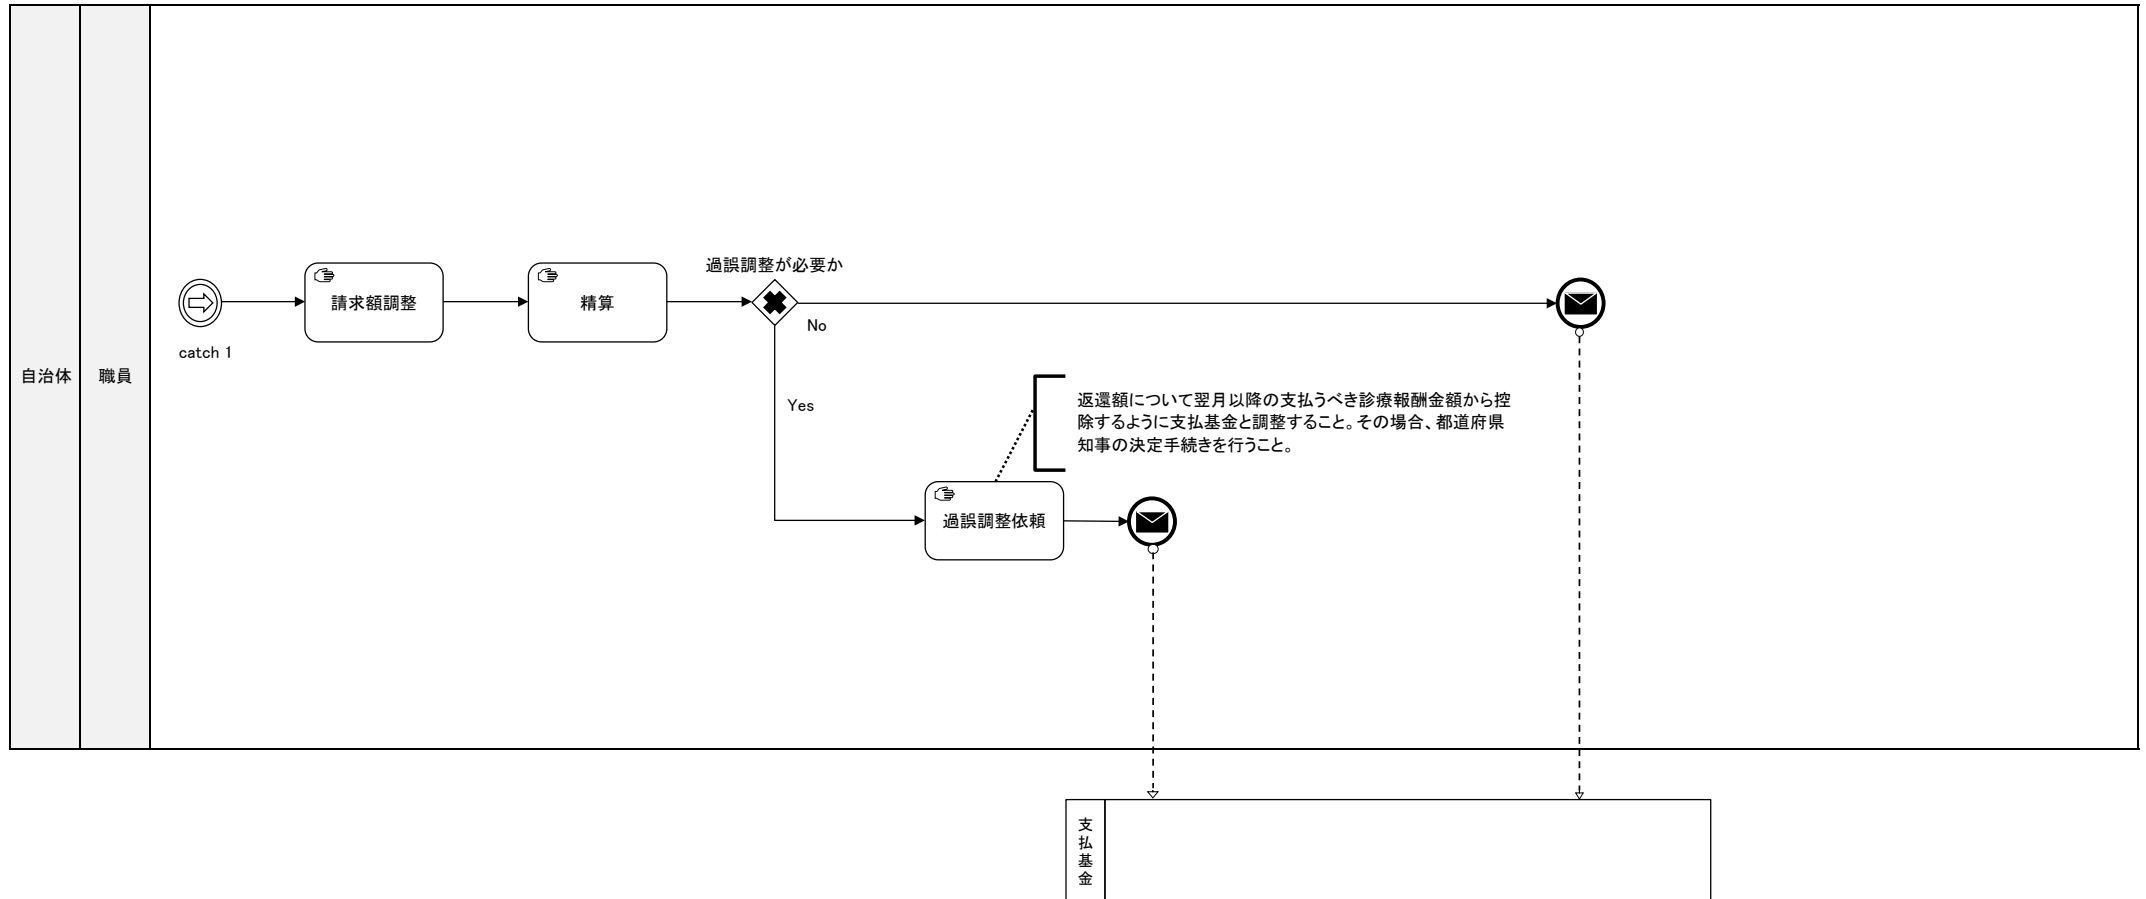 自治体
職員
過誤調整が必要か
請求額調整
精算
No
catch 1
Yes
返還額について翌月以降の支払うべき診療報酬金額から控
除するように支払基金と調整すること。その場合、都道府県
知事の決定手続きを行うこと。
過誤調整依頼
支払基金